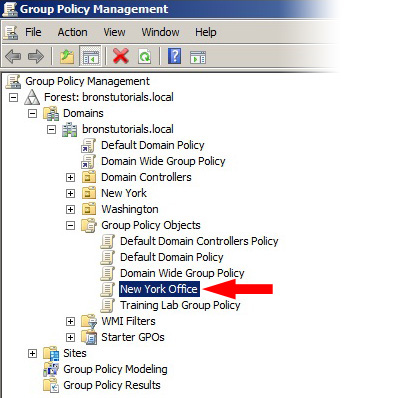 Group Policy Management
File Action View Window Help
Group Policy Management
Forest: bronstutorials.local
Domains
bronstutorials.local
Default Domain Policy
Domain Wide Group Policy
Domain Controllers
New York
Washington
Group Policy Objects
Default Domain Controllers Policy
Default Domain Policy
Domain Wide Group Policy
New York Office
Training Lab Group Policy
WMI Filters
Starter GPOs
Sites
Group Policy Modeling
Group Policy Results